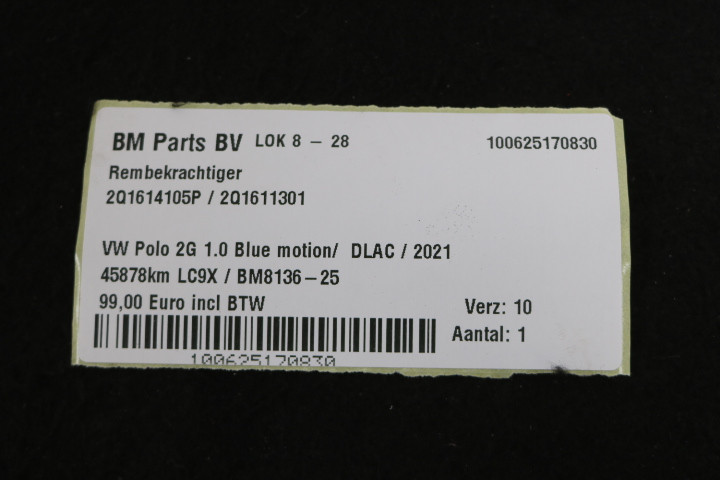 BM Parts BV LOK 8 – 28 100625170830
Rembekrachtiger
2Q1614105P / 2Q1611301
VW Polo 2G 1.0 Blue motion/ DLAC / 2021
45878km LC9X / BM8136-25
99,00 Euro incl BTW Verz: 10
Aantal: 1
100625170830